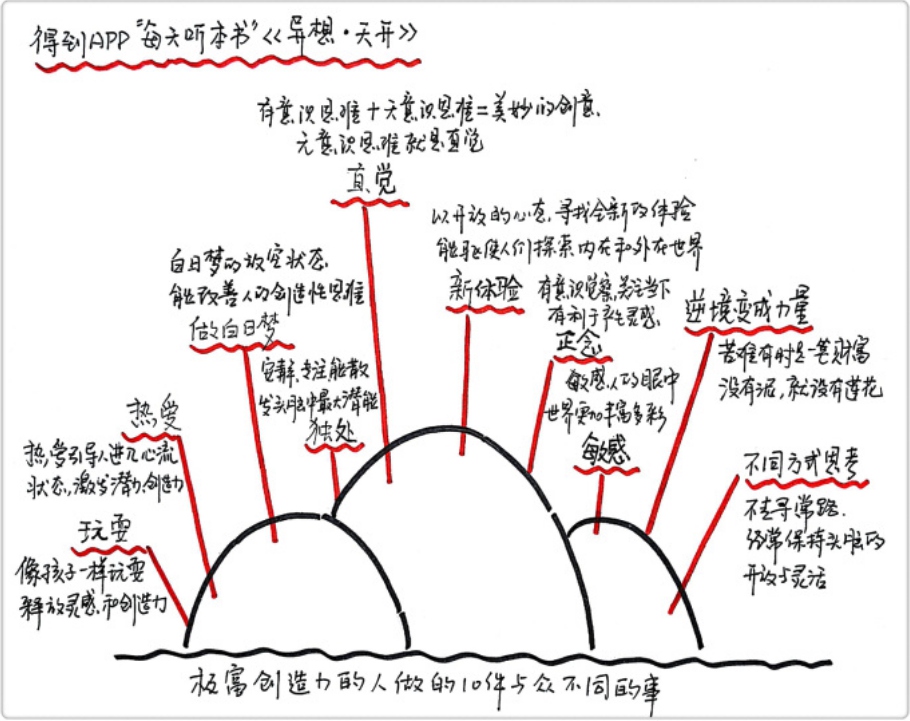 得到APP"每天听本书"《异想·天开》
有意识思维+无意识思维=美妙的创意
无意识思维就是直觉
直觉
以开放的心态,寻找全新的体验
能驱使人们探索内在和外在世界
新体验
白日梦的放空状态
能改善人的创造性思维
做白日梦
有意识觉察,关注当下
有利于产生灵感
正念
逆境变成力量
苦难有时是一笔财富
没有泥,就没有莲花
安静、专注能散
发头脑中最大潜能
独处
敏感人的眼中
世界更加丰富多彩
敏感
热爱
热爱引导人进入心流
状态,激发潜力,创造力
不同方式思考
不走寻常路.
经常保持头脑的
开放与灵活
玩耍
像孩子一样玩耍
释放灵感和创造力
极富创造力的人做的10件与众不同的事